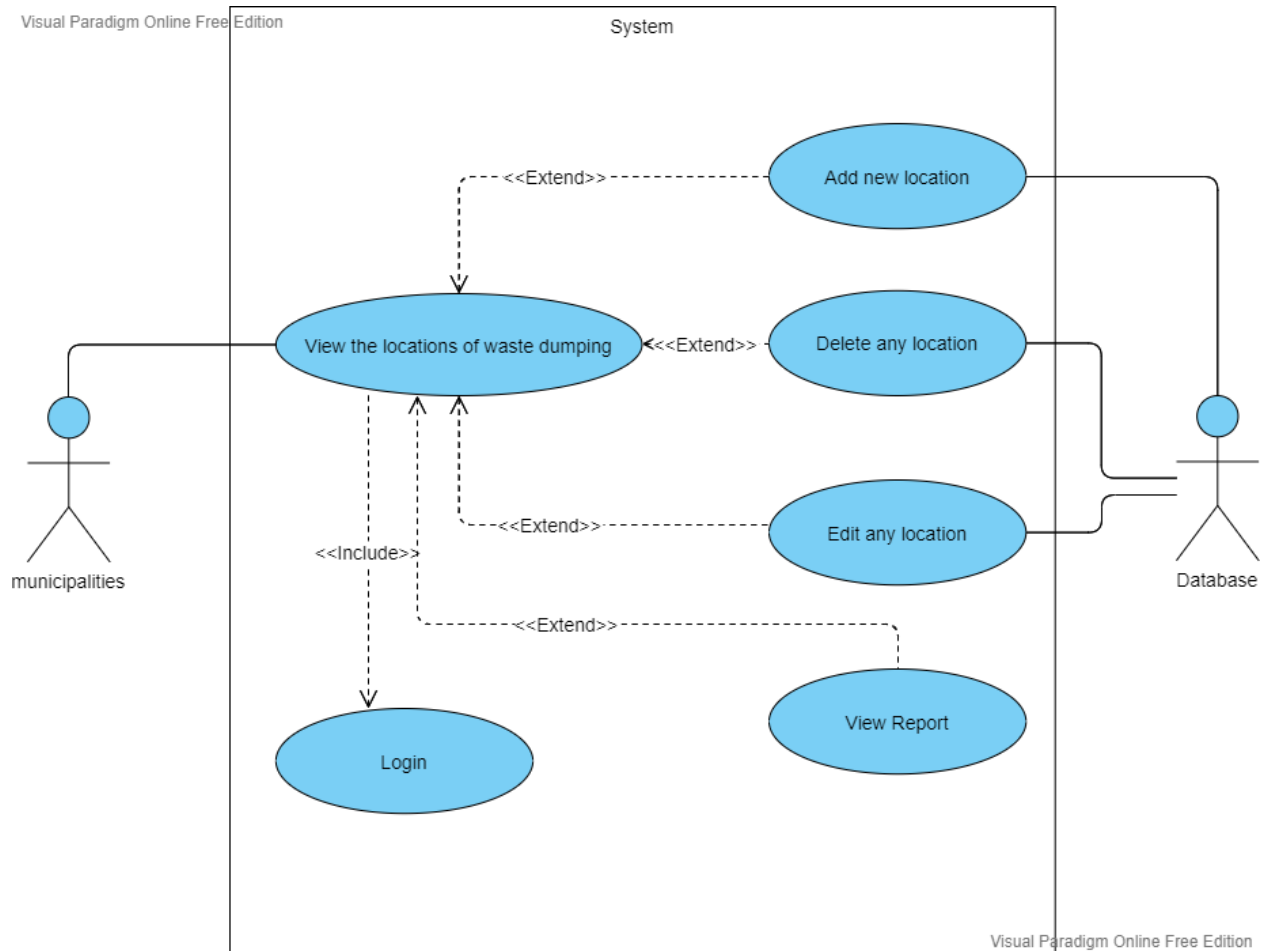 Visual Paradigm Online Free Edition
System
<<Extend>>
Add new location
View the locations of waste dumping
<<Extend>>
Delete any location
<<Extend>>
Edit any location
<<Include>>
municipalities
Database
<<Extend>>
View Report
Login
Visual Paradigm Online Free Edition